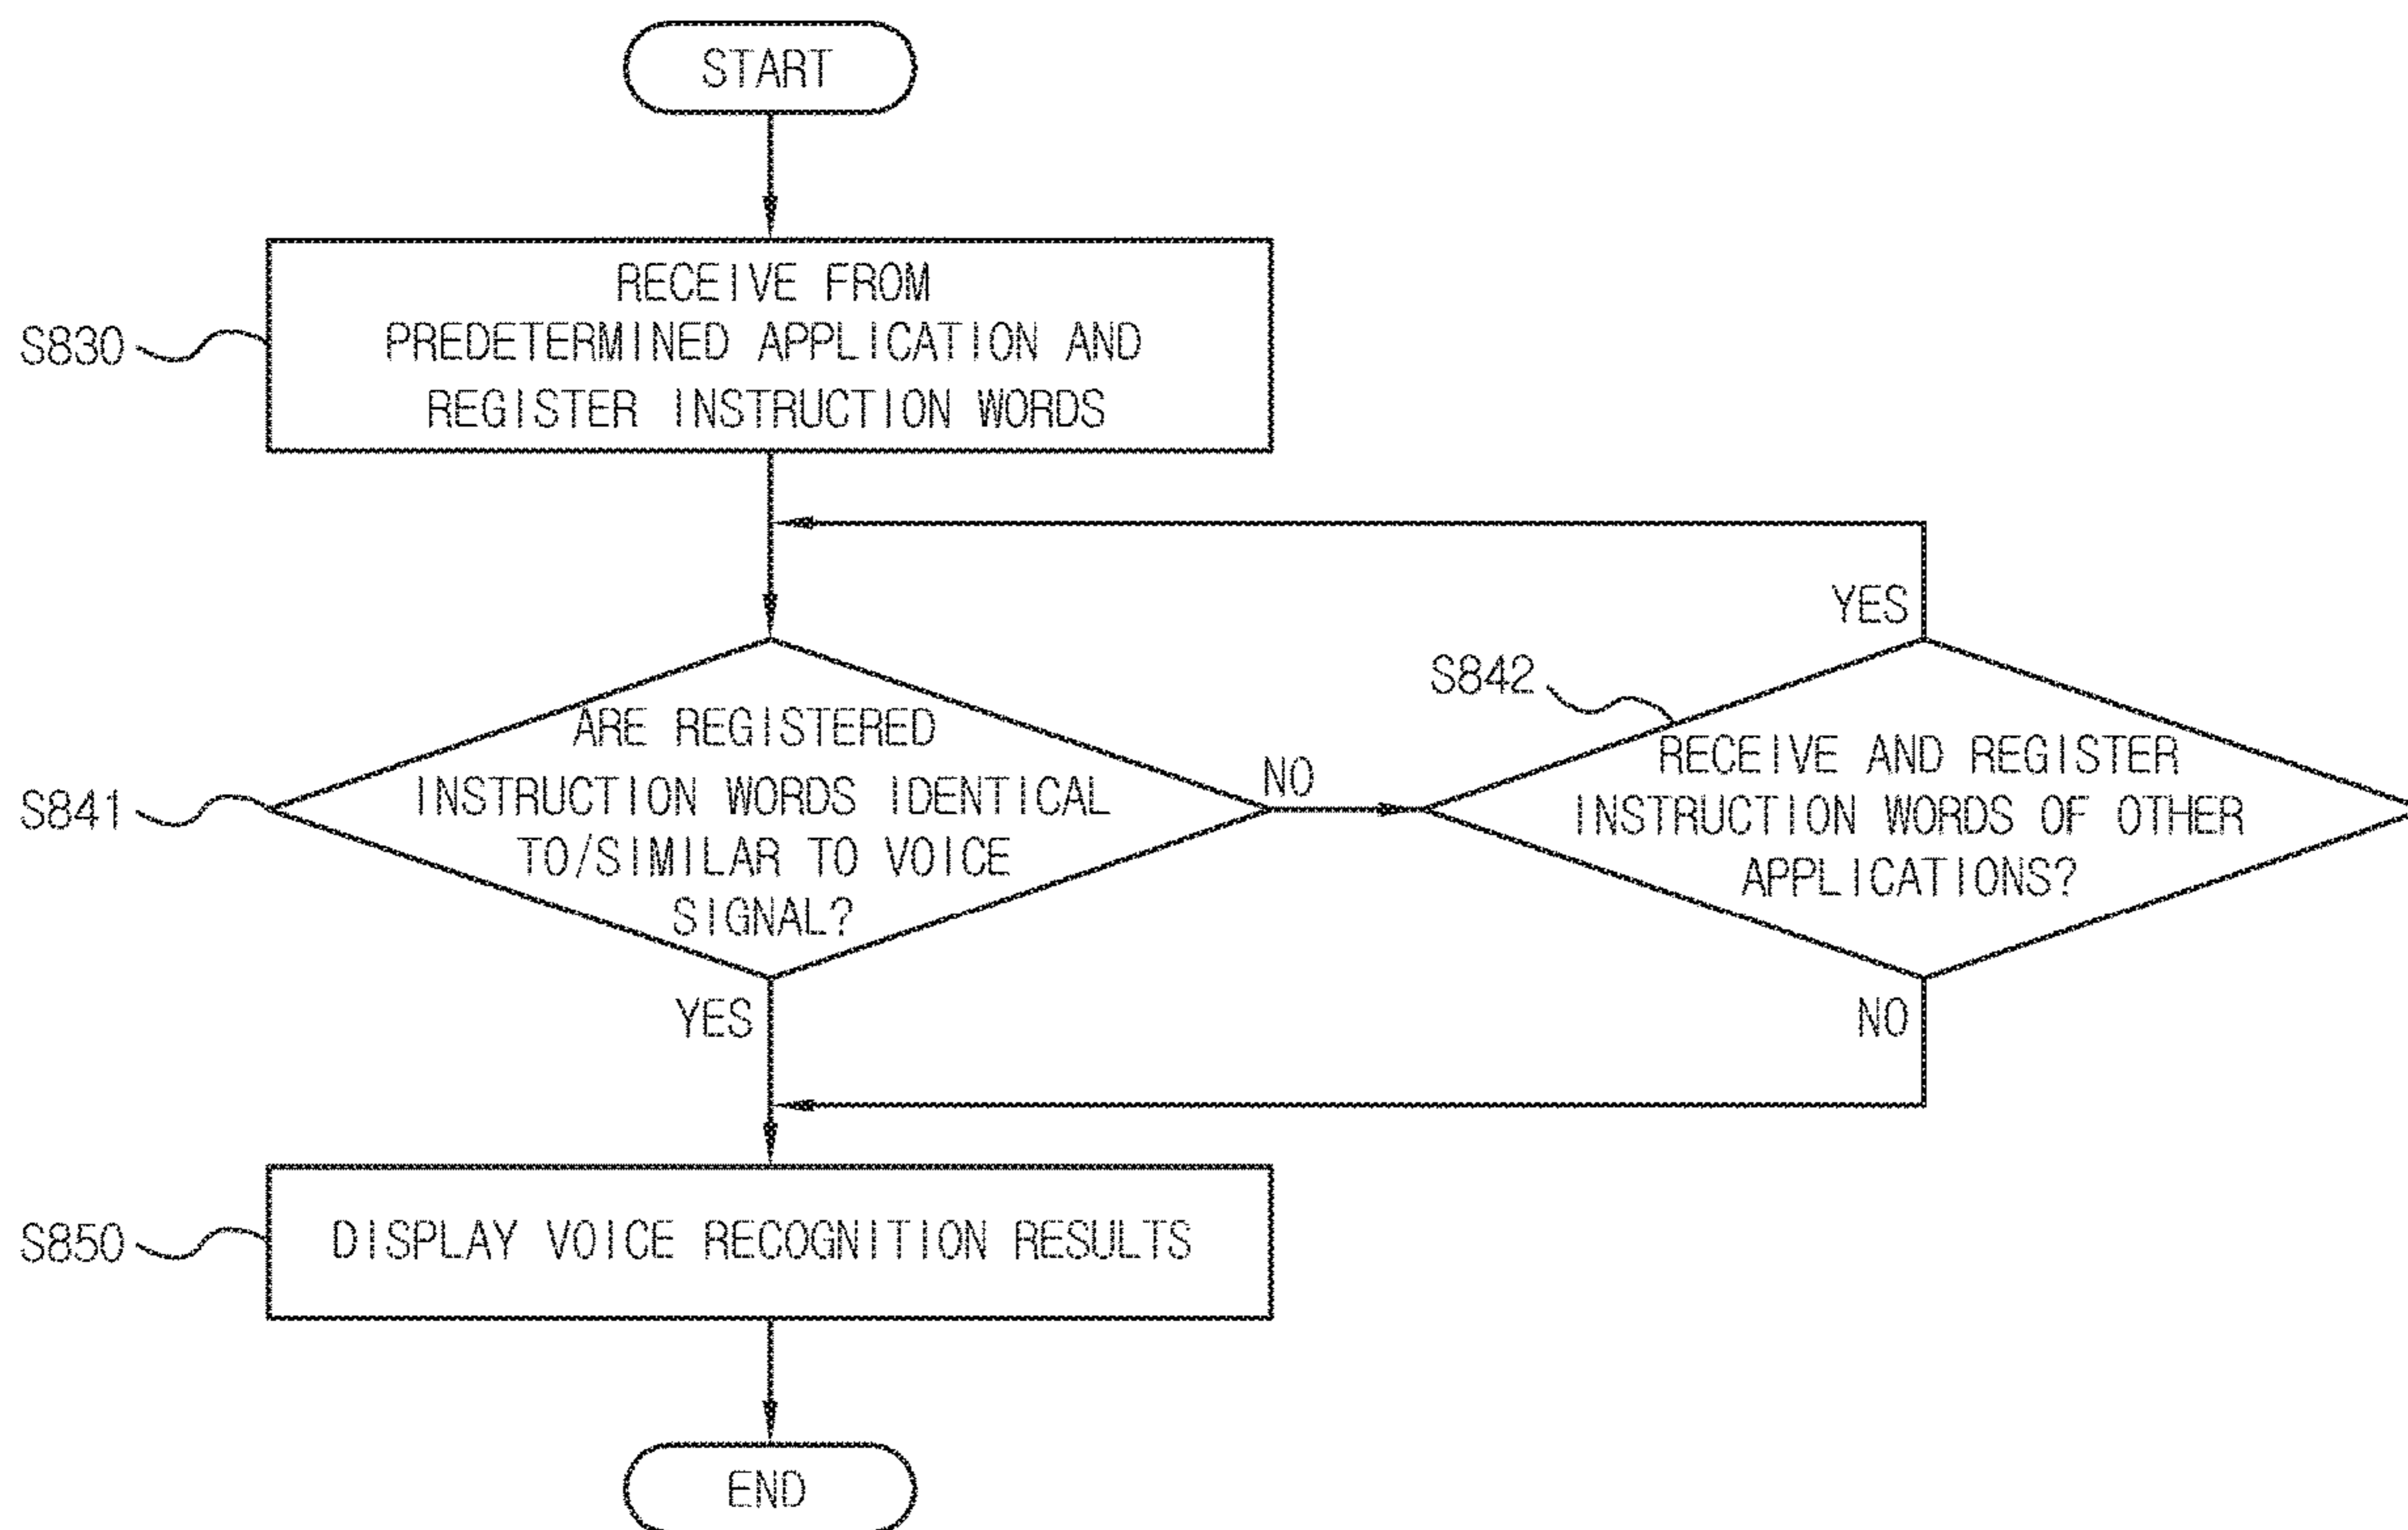 START
S830
RECEIVE FROM
PREDETERMINED APPLICATION AND
REGISTER INSTRUCTION WORDS
YES
S842
S841
ARE REGISTERED
INSTRUCTION WORDS IDENTICAL
TO/SIMILAR TO VOICE
SIGNAL?
NO
RECEIVE AND REGISTER
INSTRUCTION WORDS OF OTHER
APPLICATIONS?
YES
NO
S850
DISPLAY VOICE RECOGNITION RESULTS
END